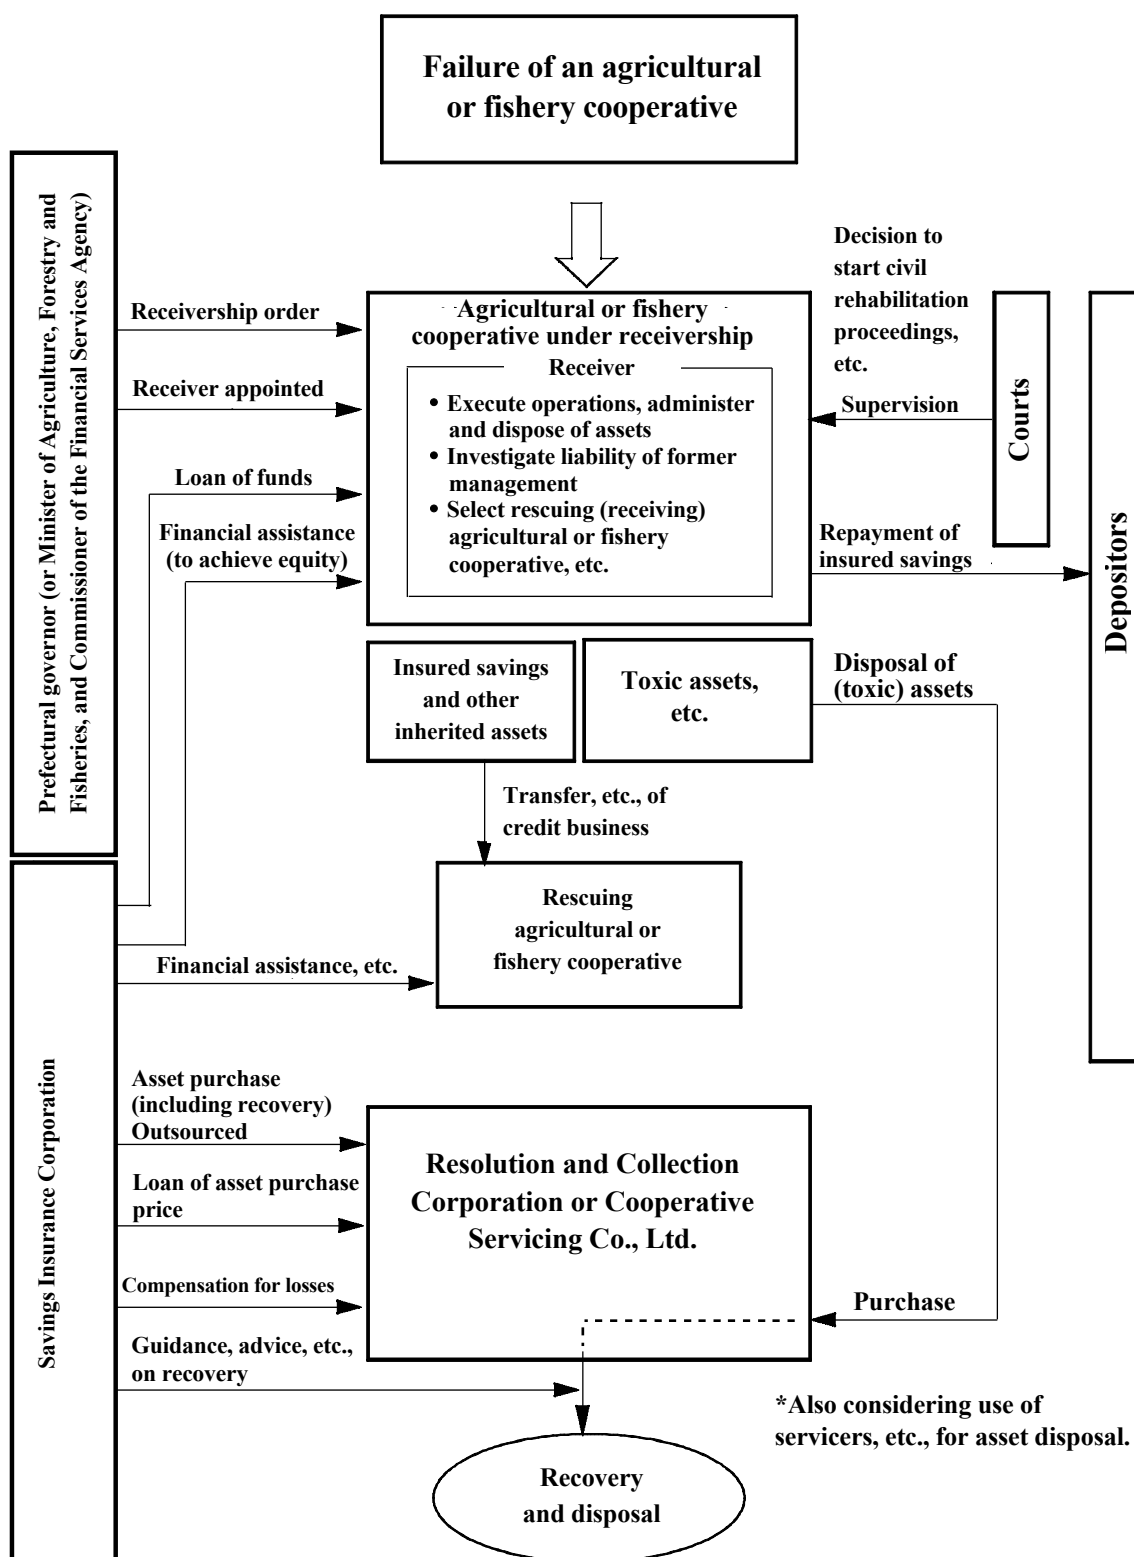 Failure of an agricultural
or fishery cooperative
Prefectural governor (or Minister of Agriculture, Forestry and
Fisheries, and Commissioner of the Financial Services Agency)
Receivership order
Receiver appointed
Loan of funds
Financial assistance
(to achieve equity)
Agricultural or fishery
cooperative under receivership
Receiver
• Execute operations, administer
and dispose of assets
• Investigate liability of former
management
• Select rescuing (receiving)
agricultural or fishery
cooperative, etc.
Decision to
start civil
rehabilitation
proceedings,
etc.
Supervision
Courts
Repayment of
insured savings
Depositors
Insured savings
and other
inherited assets
Toxic assets,
etc.
Disposal of
(toxic) assets
Transfer, etc., of
credit business
Rescuing
agricultural or
fishery cooperative
Financial assistance, etc.
Savings Insurance Corporation
Asset purchase
(including recovery)
Outsourced
Loan of asset purchase
price
Compensation for losses
Guidance, advice, etc.,
on recovery
Resolution and Collection
Corporation or Cooperative
Servicing Co., Ltd.
Purchase
*Also considering use of
servicers, etc., for asset disposal.
Recovery
and disposal